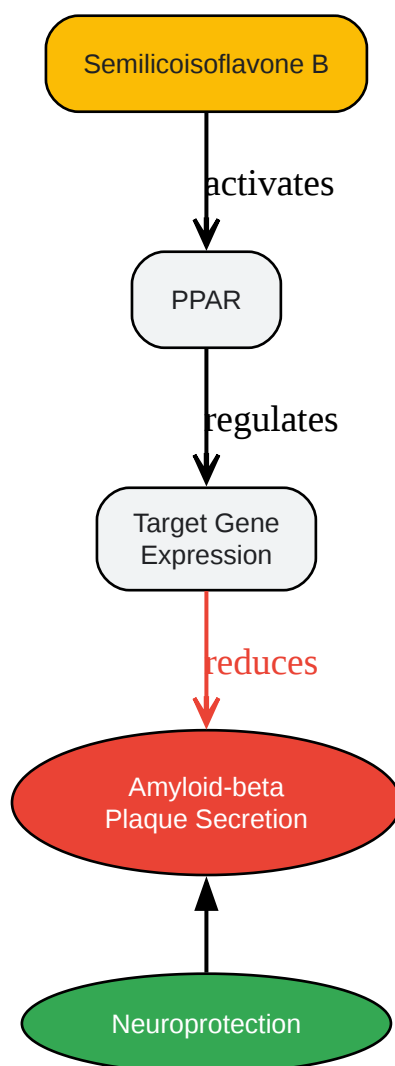 Semilicoisoflavone B
activates
PPAR
regulates
Target Gene
Expression
reduces
Amyloid-beta
Plaque Secretion
Neuroprotection